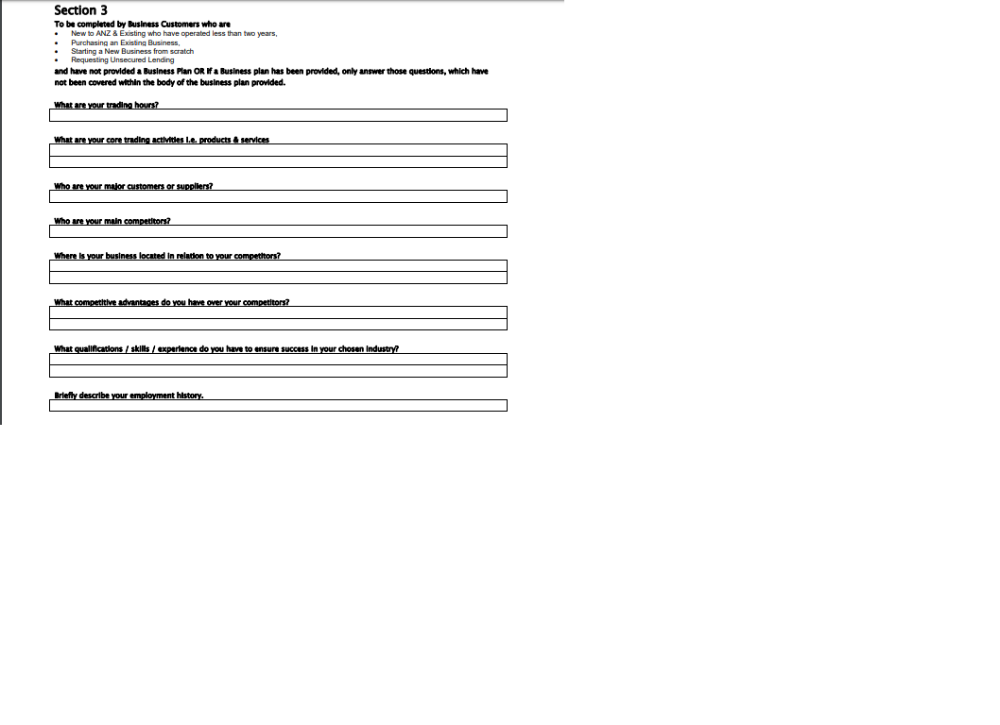 Section 3
To be completed by Business Customers who are
• New to ANZ & Existing who have operated less than two years,
• Purchasing an Existing Business,
• Starting a New Business from scratch
• Requesting Unsecured Lending
and have not provided a Business Plan OR if a Business plan has been provided, only answer those questions, which have
not been covered within the body of the business plan provided.
What are your trading hours?
What are your core trading activities i.e. products & services
Who are your major customers or suppliers?
Who are your main competitors?
Where is your business located in relation to your competitors?
What competitive advantages do you have over your competitors?
What qualifications / skills / experience do you have to ensure success in your chosen industry?
Briefly describe your employment history.